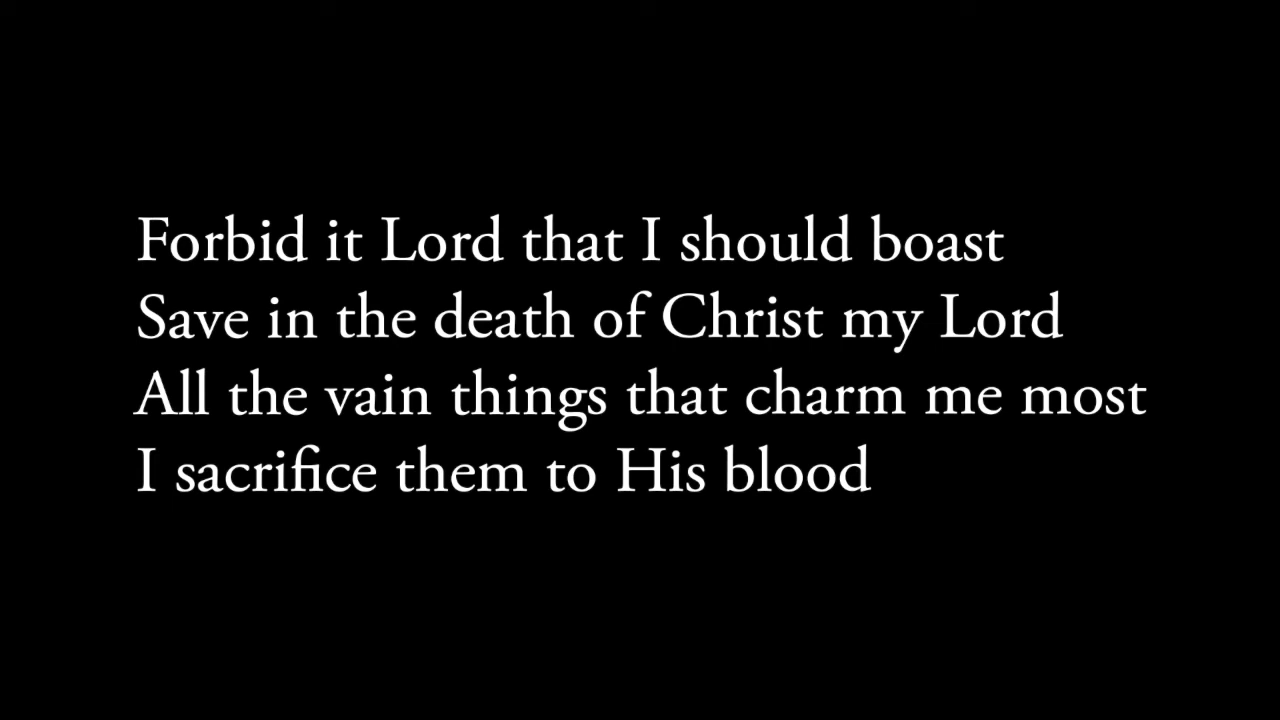 Forbid it Lord that I should boast
Save in the death of Christ my Lord
All the vain things that charm me most
I sacrifice them to His blood